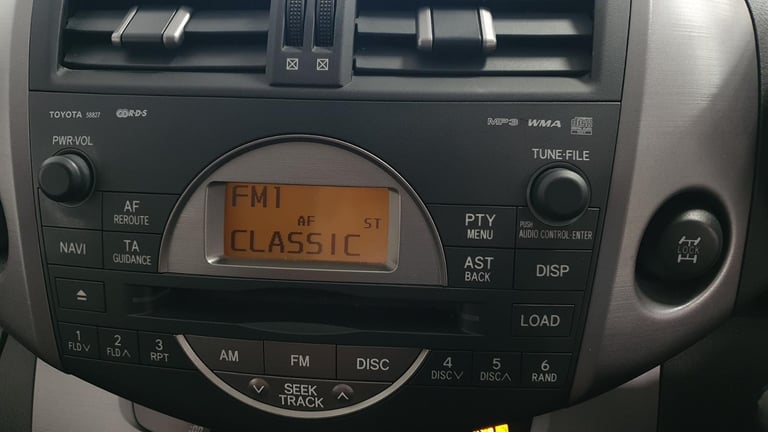 TOYOTA 58827 R·D·S
MP3 WMA
PWR·VOL
TUNE·FILE
FM1
AF ST
CLASSIC
AF
REROUTE
PTY
MENU
PUSH
AUDIO CONTROL·ENTER
NAVI
TA
GUIDANCE
AST
BACK
DISP
LOCK
LOAD
1
FLD ∨
2
FLD ∧
3
RPT
AM
FM
DISC
4
DISC ∨
5
DISC ∧
6
RAND
SEEK
TRACK